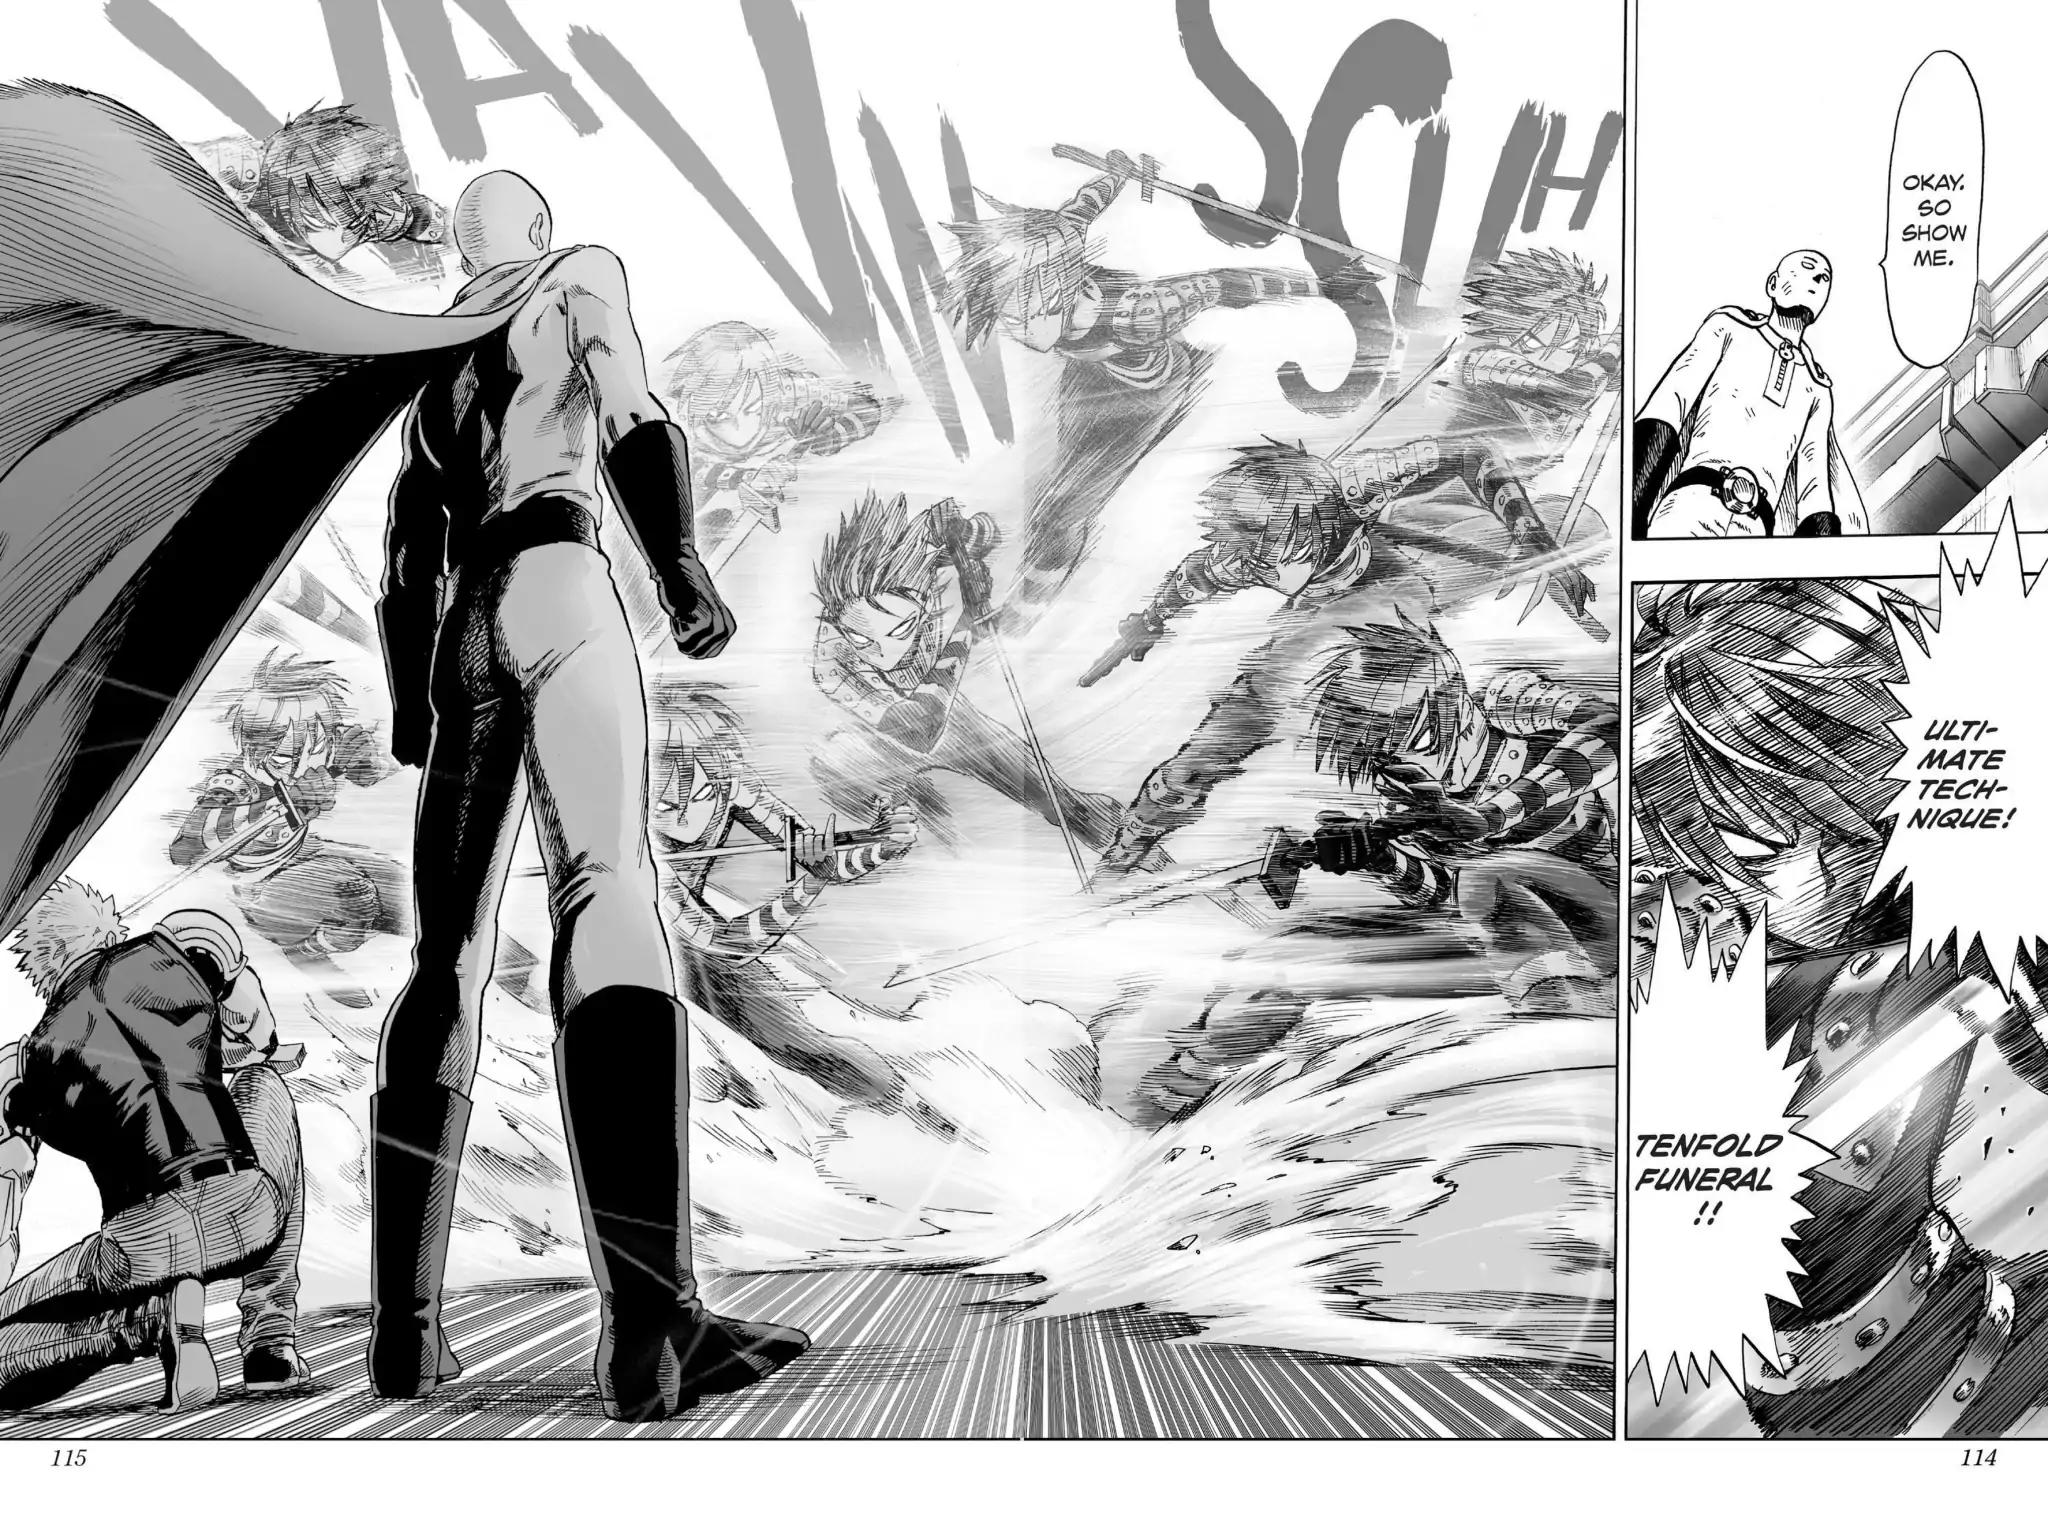 OKAY.
SO
SHOW
ME.
ULTI-
MATE
TECH-
NIQUE!
TENFOLD
FUNERAL
!!
114
115